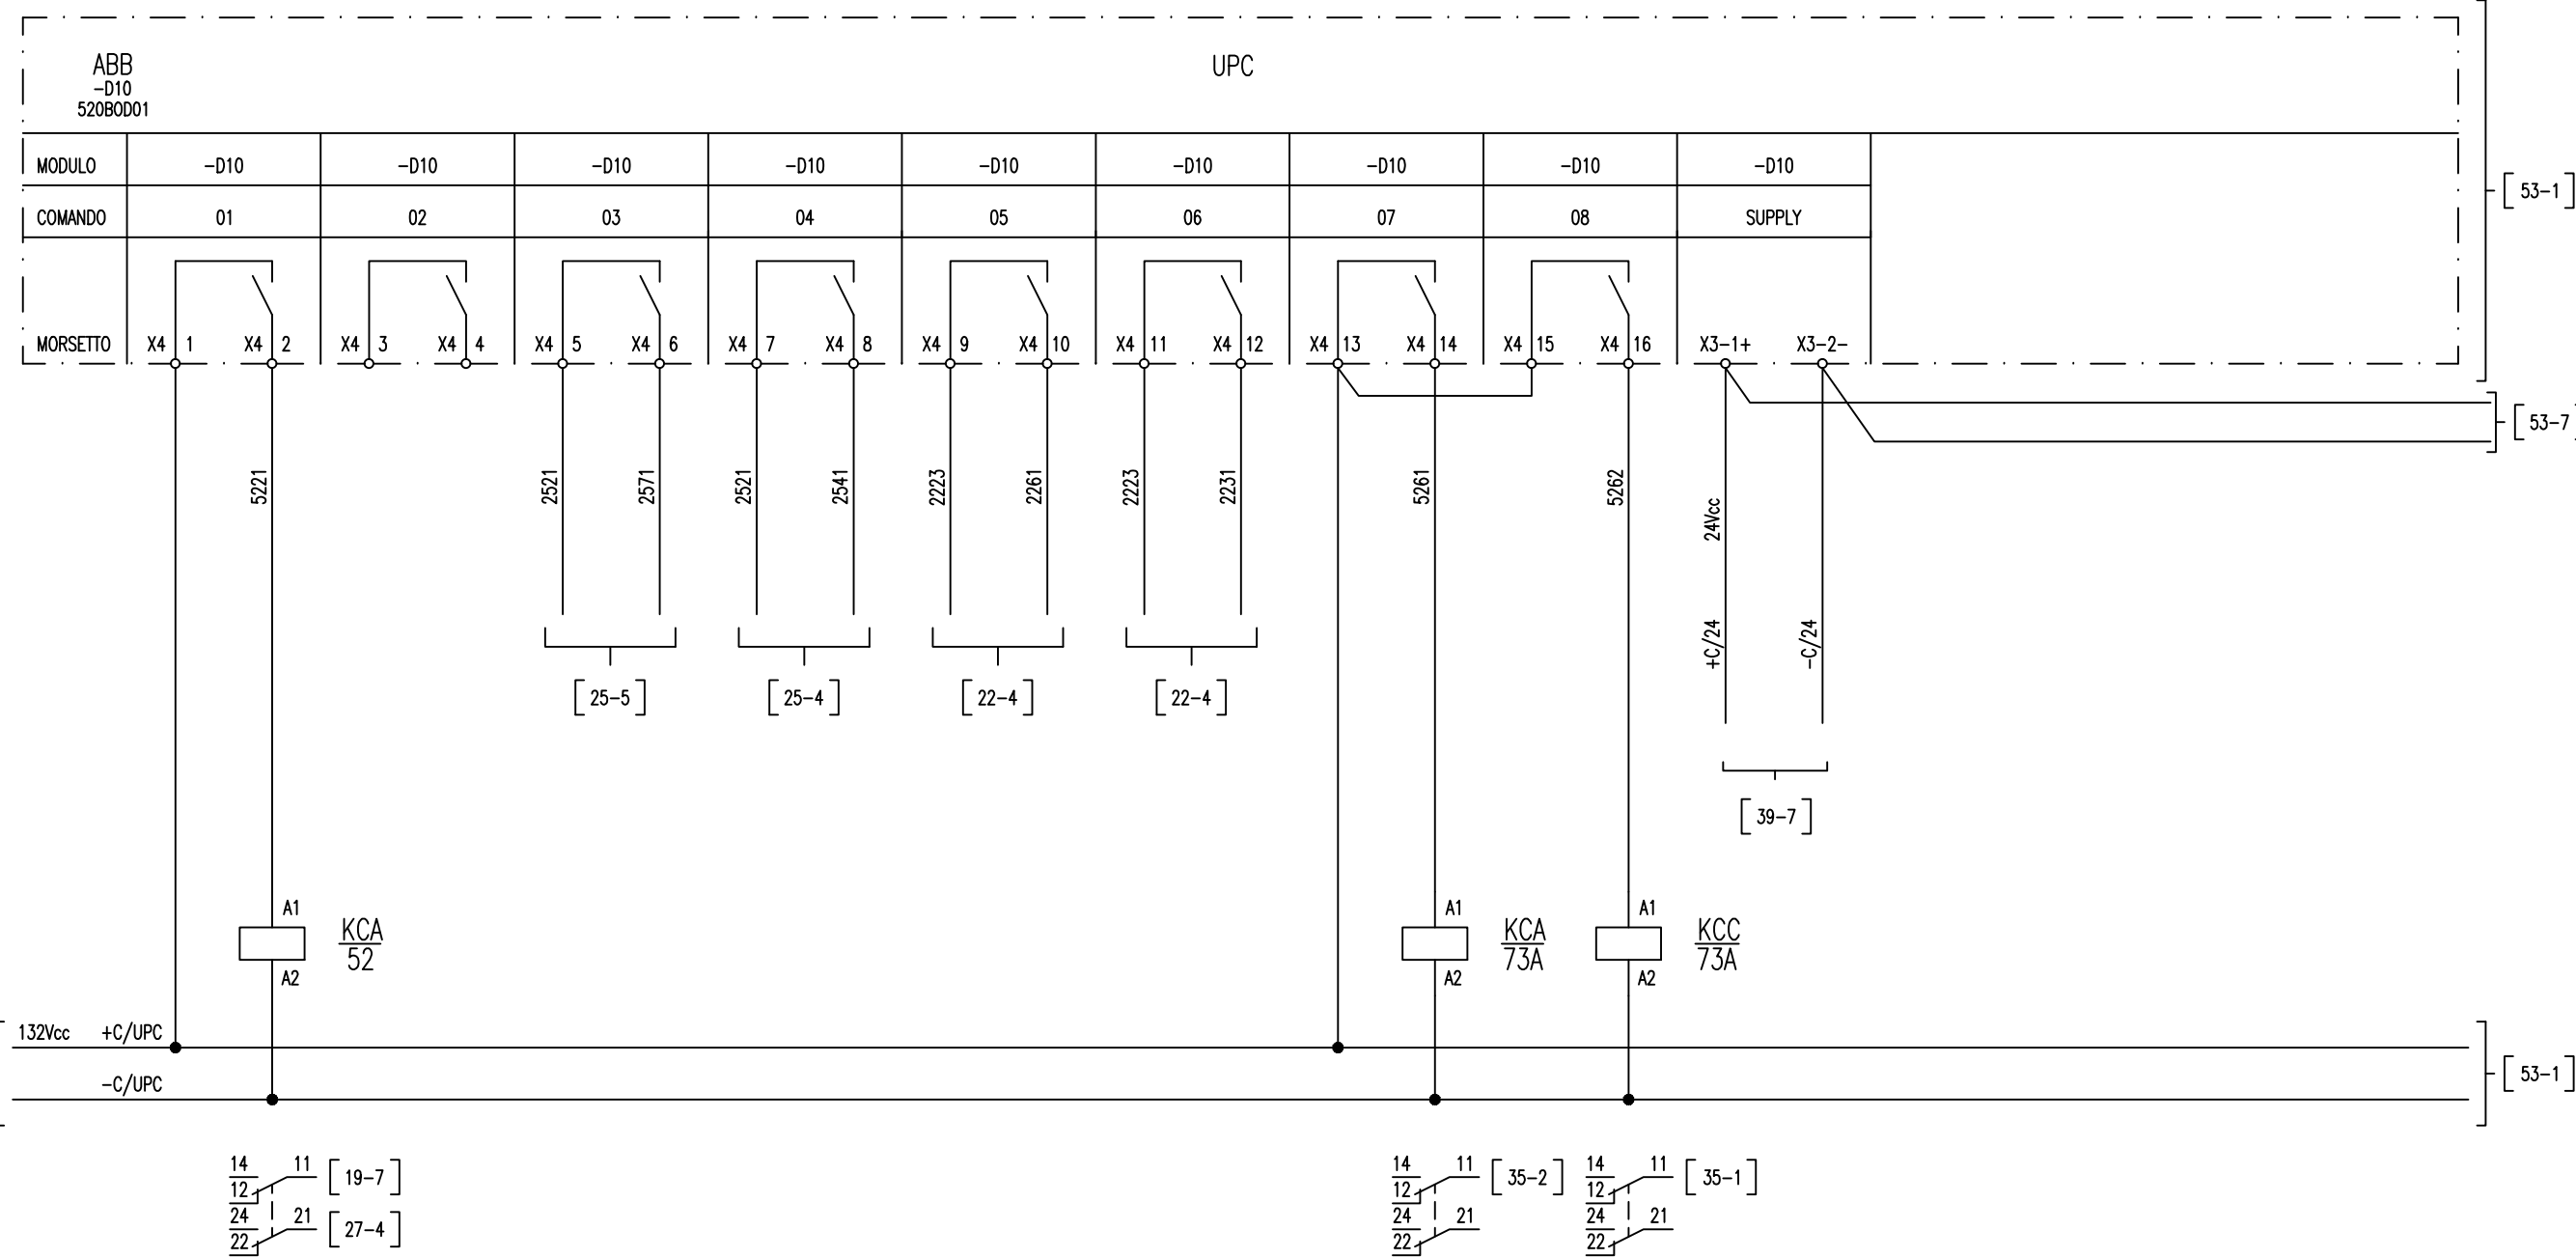 ABB
-D10
520BOD01
UPC
MODULO -D10 -D10 -D10 -D10 -D10 -D10 -D10 -D10 -D10
COMANDO 01 02 03 04 05 06 07 08 SUPPLY
MORSETTO X4 1 X4 2 X4 3 X4 4 X4 5 X4 6 X4 7 X4 8 X4 9 X4 10 X4 11 X4 12 X4 13 X4 14 X4 15 X4 16 X3-1+ X3-2-
53-1
53-7
5221 2521 2571 2521 2541 2223 2261 2223 2231 5261 5262 24Vcc
+C/24 -C/24
25-5 25-4 22-4 22-4
39-7
A1 A1 A1
KCA KCA KCC
52 73A 73A
A2 A2 A2
132Vcc +C/UPC
-C/UPC
53-1
14 11 19-7 14 11 35-2 14 11 35-1
12 12 12
24 21 27-4 24 21 24 21
22 22 22